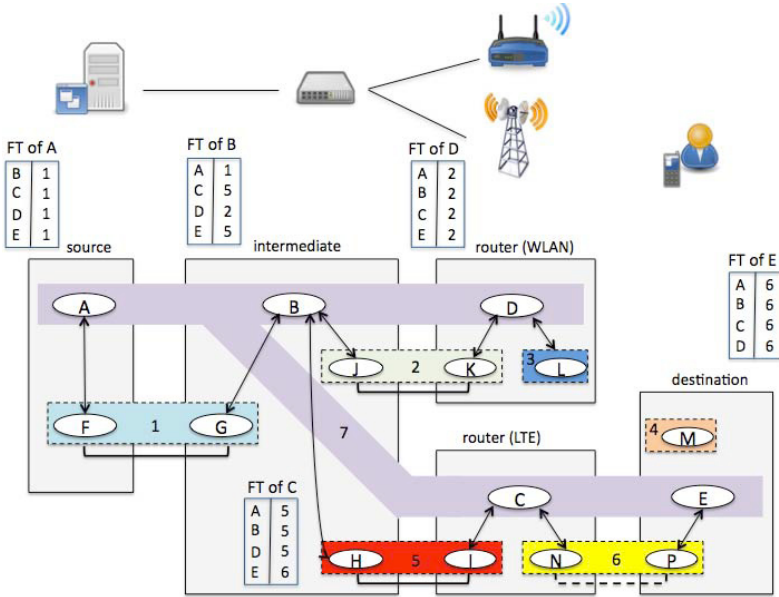 FT of A
B 1
C 1
D 1
E 1
FT of B
A 1
C 5
D 2
E 5
FT of D
A 2
B 2
C 2
E 2
FT of E
A 6
B 6
C 6
D 6
source
intermediate
router (WLAN)
destination
A
B
D
J 2 K
3 L
F 1 G
7
router (LTE)
4 M
FT of C
A 5
B 5
D 5
E 6
C
E
H 5 I
N 6 P